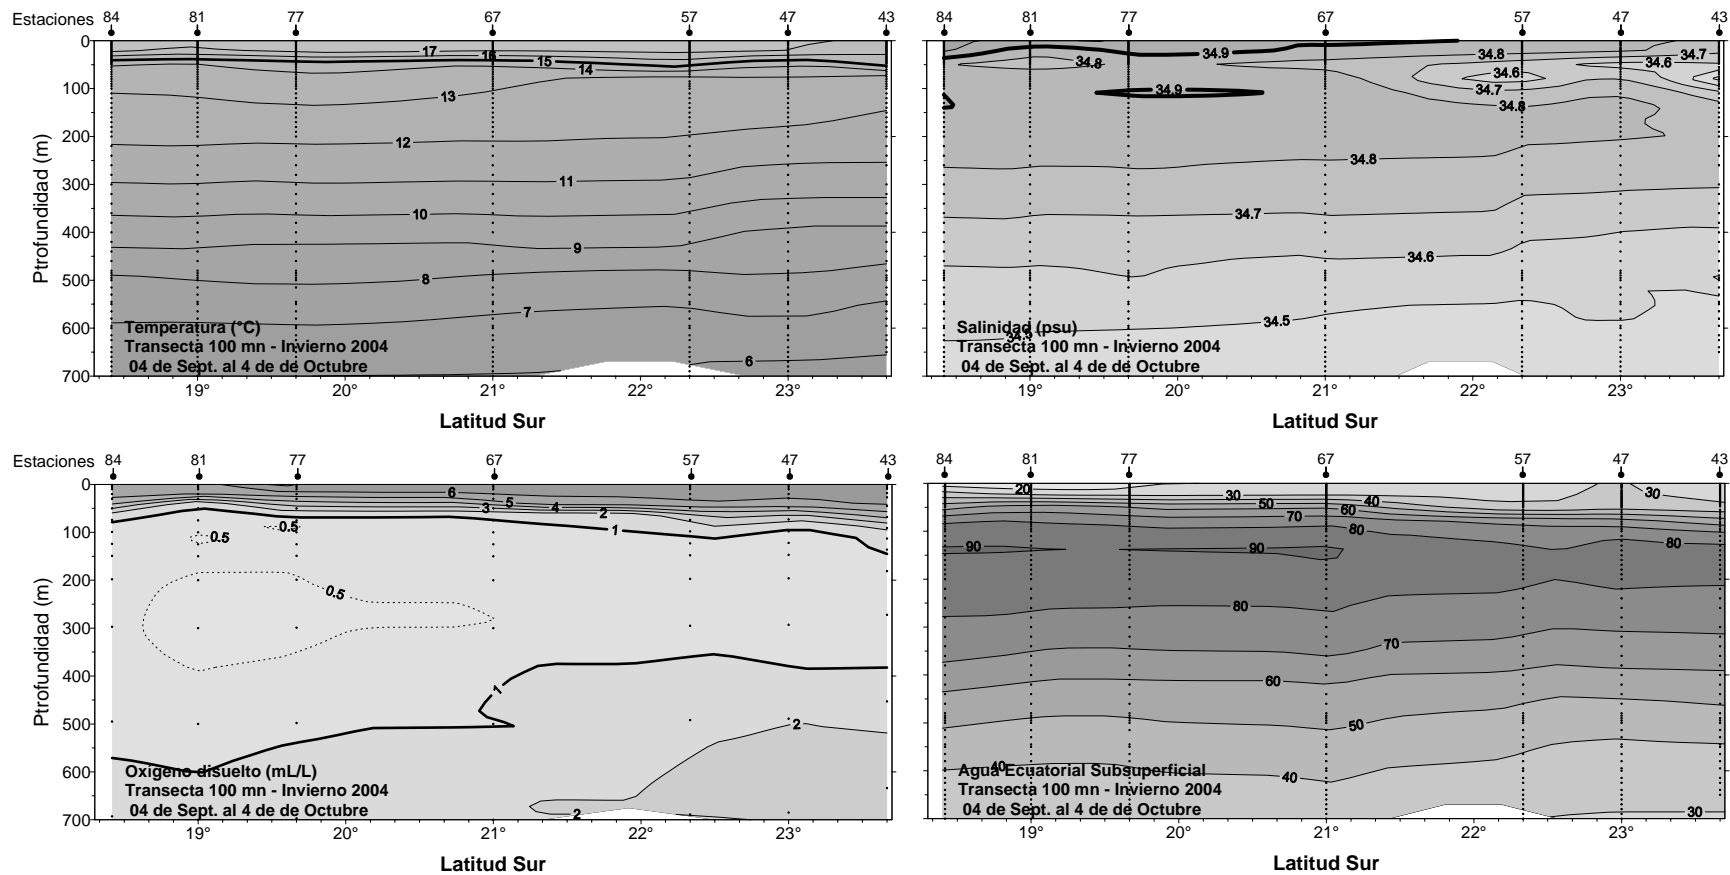 Estaciones 84 81 77 67 57 47 43
0
100
200
300
400
500
600
700
Ptrofundidad (m)
17
16
15
14
13
12
11
10
9
8
7
6
Temperatura (°C)
Transecta 100 mn - Invierno 2004
04 de Sept. al 4 de de Octubre
19° 20° 21° 22° 23°
Latitud Sur
84 81 77 67 57 47 43
34.9
34.8
34.7
34.8
34.6
34.6
34.9
34.7
34.8
34.8
34.7
34.6
34.5
34.5
Salinidad (psu)
Transecta 100 mn - Invierno 2004
04 de Sept. al 4 de de Octubre
19° 20° 21° 22° 23°
Latitud Sur
Estaciones 84 81 77 67 57 47 43
0
100
200
300
400
500
600
700
Ptrofundidad (m)
6
5
3
4
2
1
0.5
0.5
0.5
1
2
2
Oxigeno disuelto (mL/L)
Transecta 100 mn - Invierno 2004
04 de Sept. al 4 de de Octubre
19° 20° 21° 22° 23°
Latitud Sur
84 81 77 67 57 47 43
20
30
30
50
40
60
70
80
80
90
90
80
70
60
50
40
40
30
Agua Ecuatorial Subsuperficial
Transecta 100 mn - Invierno 2004
04 de Sept. al 4 de de Octubre
19° 20° 21° 22° 23°
Latitud Sur